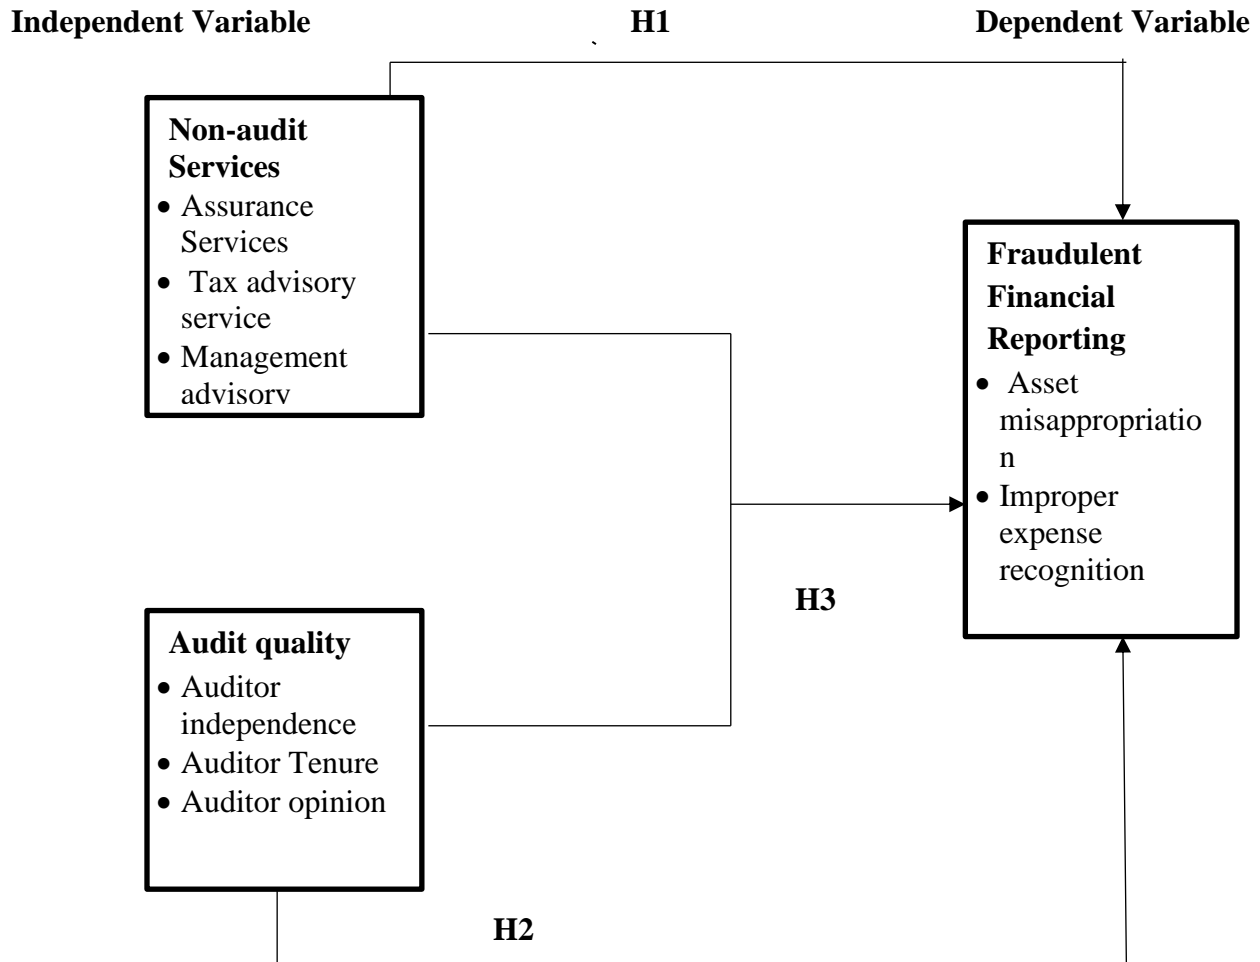 Independent Variable
H1
Dependent Variable
Non-audit
Services
• Assurance
Services
• Tax advisory
service
• Management
advisory
Fraudulent
Financial
Reporting
• Asset
misappropriatio
n
• Improper
expense
recognition
H3
Audit quality
• Auditor
independence
• Auditor Tenure
• Auditor opinion
H2